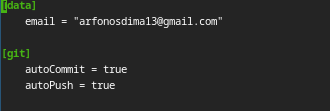 [data]
email = "arfonosdima13@gmail.com"
[git]
autoCommit = true
autoPush = true